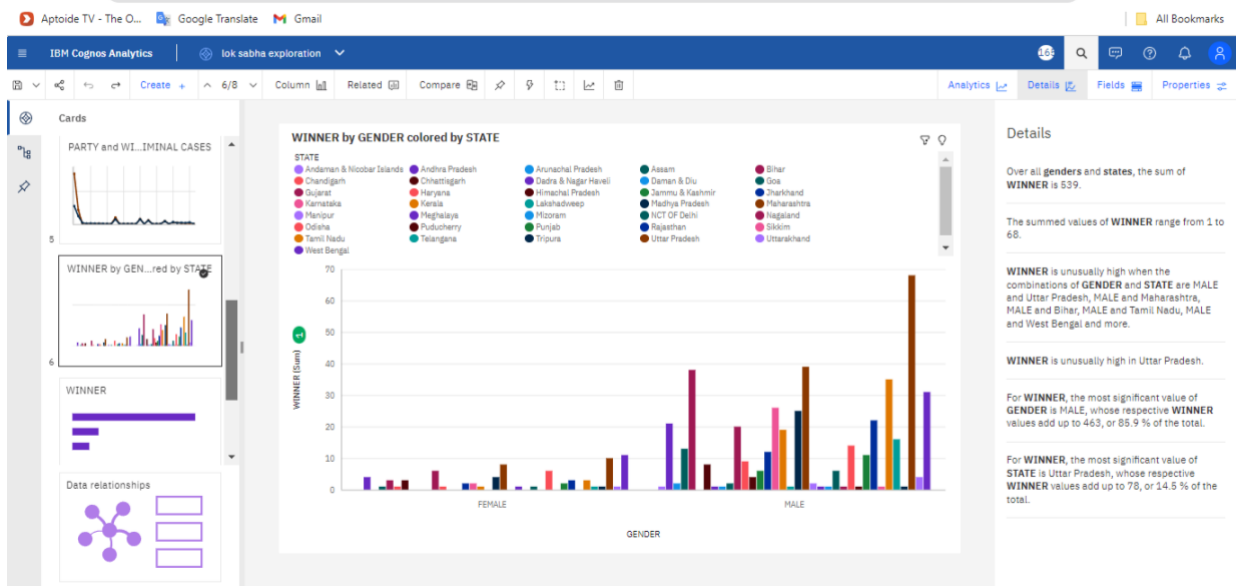 Aptoide TV - The O... Google Translate Gmail All Bookmarks
IBM Cognos Analytics lok sabha exploration
Create + 6/8 Column Related Compare Analytics Details Fields Properties
Cards
PARTY and WI...IMINAL CASES
5
WINNER by GEN...red by STATE
6
WINNER
Data relationships
WINNER by GENDER colored by STATE
STATE
Andaman & Nicobar Islands Andhra Pradesh Arunachal Pradesh Assam Bihar
Chandigarh Chhattisgarh Dadra & Nagar Haveli Daman & Diu Goa
Gujarat Haryana Himachal Pradesh Jammu & Kashmir Jharkhand
Karnataka Kerala Lakshadweep Madhya Pradesh Maharashtra
Manipur Meghalaya Mizoram NCT OF Delhi Nagaland
Odisha Puducherry Punjab Rajasthan Sikkim
Tamil Nadu Telangana Tripura Uttar Pradesh Uttarakhand
West Bengal
70
60
50
40
30
20
10
0
WINNER (Sum)
FEMALE MALE
GENDER
Details
Over all genders and states, the sum of
WINNER is 539.
The summed values of WINNER range from 1 to
68.
WINNER is unusually high when the
combinations of GENDER and STATE are MALE
and Uttar Pradesh, MALE and Maharashtra,
MALE and Bihar, MALE and Tamil Nadu, MALE
and West Bengal and more.
WINNER is unusually high in Uttar Pradesh.
For WINNER, the most significant value of
GENDER is MALE, whose respective WINNER
values add up to 463, or 85.9 % of the total.
For WINNER, the most significant value of
STATE is Uttar Pradesh, whose respective
WINNER values add up to 78, or 14.5 % of the
total.